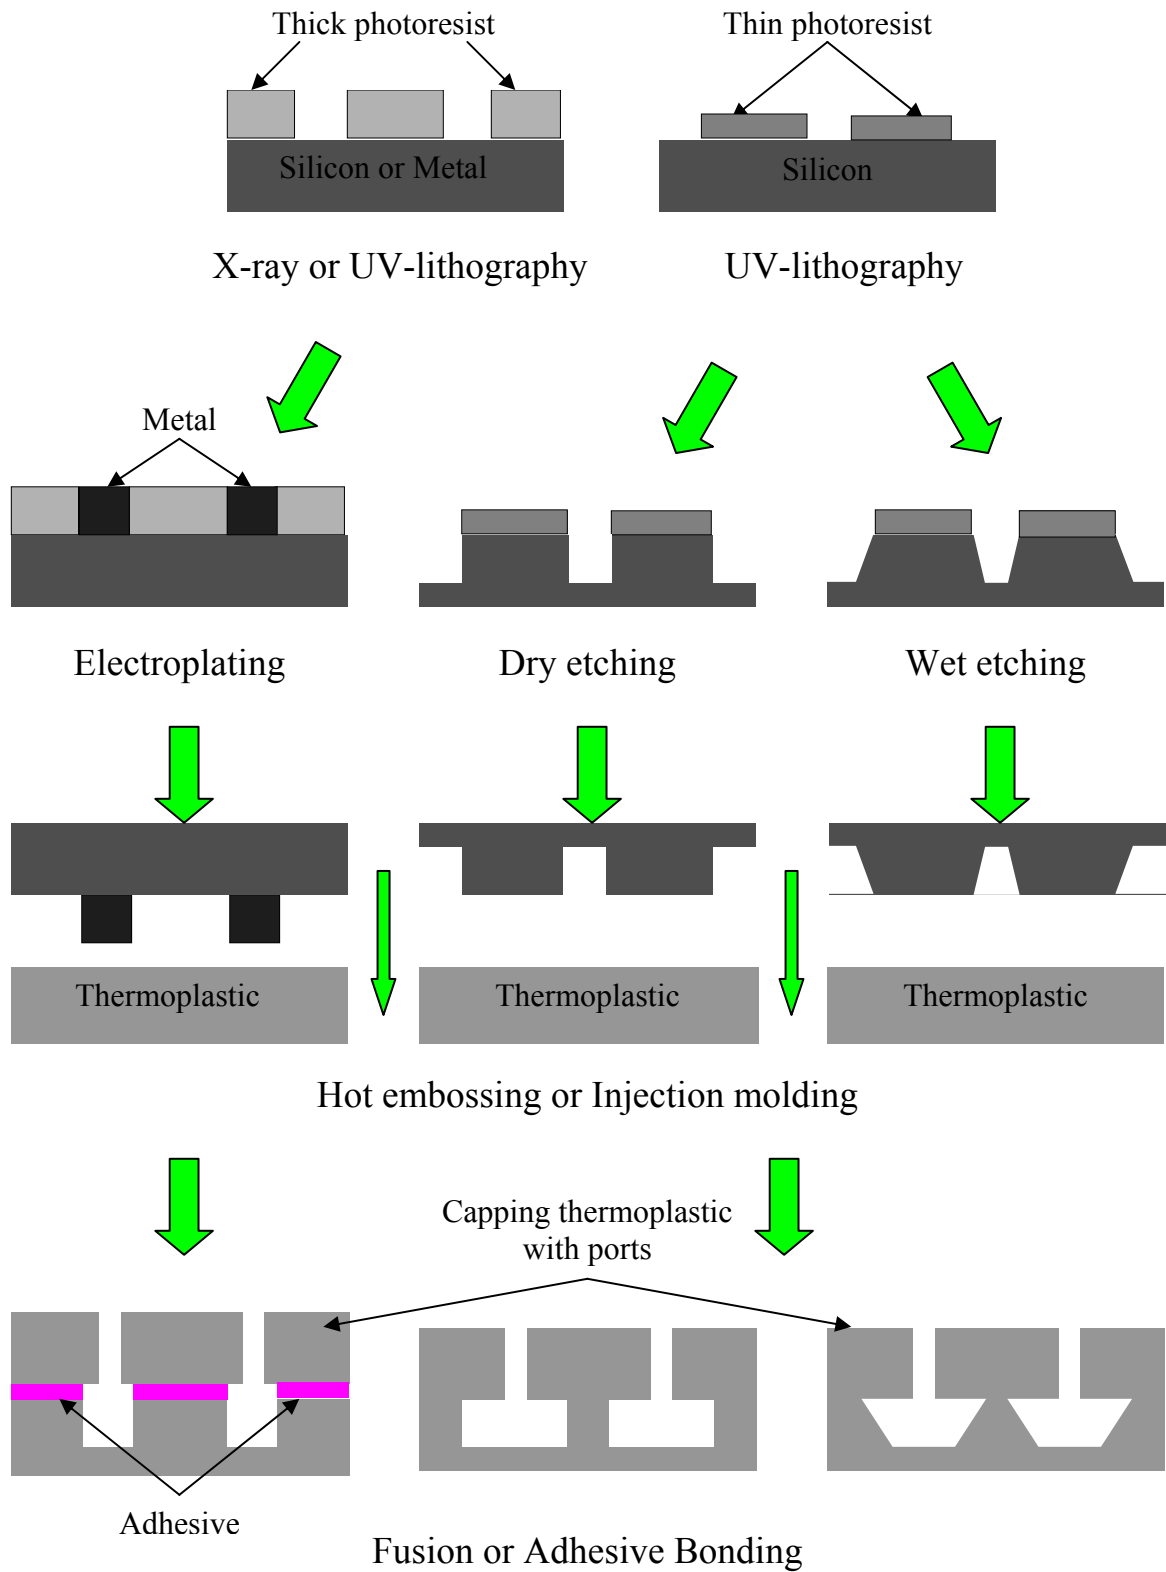 Thick photoresist
Thin photoresist
Silicon or Metal
Silicon
X-ray or UV-lithography
UV-lithography
Metal
Electroplating
Dry etching
Wet etching
Thermoplastic
Thermoplastic
Thermoplastic
Hot embossing or Injection molding
Capping thermoplastic
with ports
Adhesive
Fusion or Adhesive Bonding